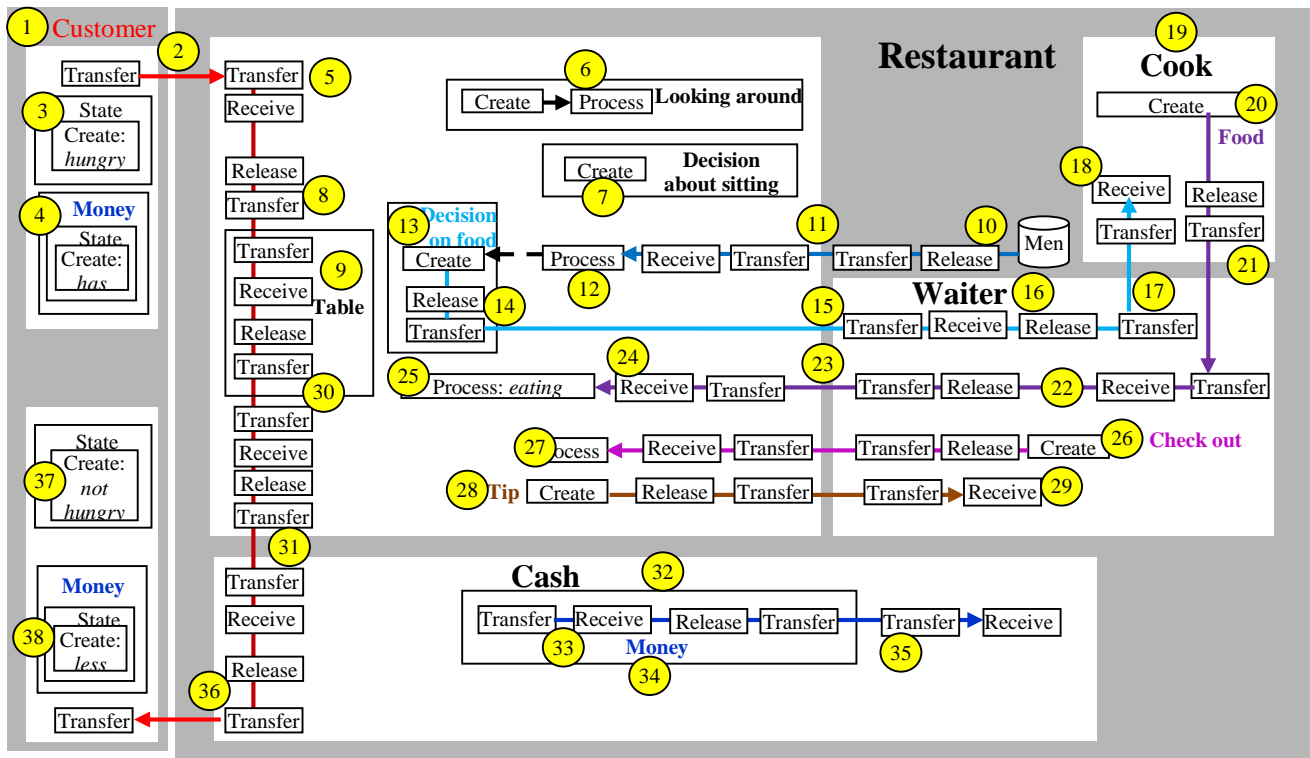 1
Customer
2
Transfer
3
State
Create:
hungry
4
Money
State
Create:
has
37
State
Create:
not
hungry
Money
38
State
Create:
less
Transfer
Restaurant
Transfer
5
Receive
Release
Transfer
8
Transfer
9
Receive
Table
Release
Transfer
30
Transfer
Receive
Release
Transfer
31
Transfer
Receive
Release
36
Transfer
6
Create
Process
Looking around
Create
Decision
about sitting
7
13
Decision
on food
Create
Release
14
Transfer
Process
12
Receive
Transfer
11
Transfer
10
Release
Men
19
Cook
Create
20
Food
18
Receive
Transfer
Release
Transfer
21
Waiter
16
17
15
Transfer
Receive
Release
Transfer
25
Process: eating
24
Receive
Transfer
23
Transfer
Release
22
Receive
Transfer
27
ocess
Receive
Transfer
Transfer
Release
Create
26
Check out
28
Tip
Create
Release
Transfer
Transfer
Receive
29
Cash
32
Transfer
Receive
Release
Transfer
Transfer
Receive
33
Money
34
35